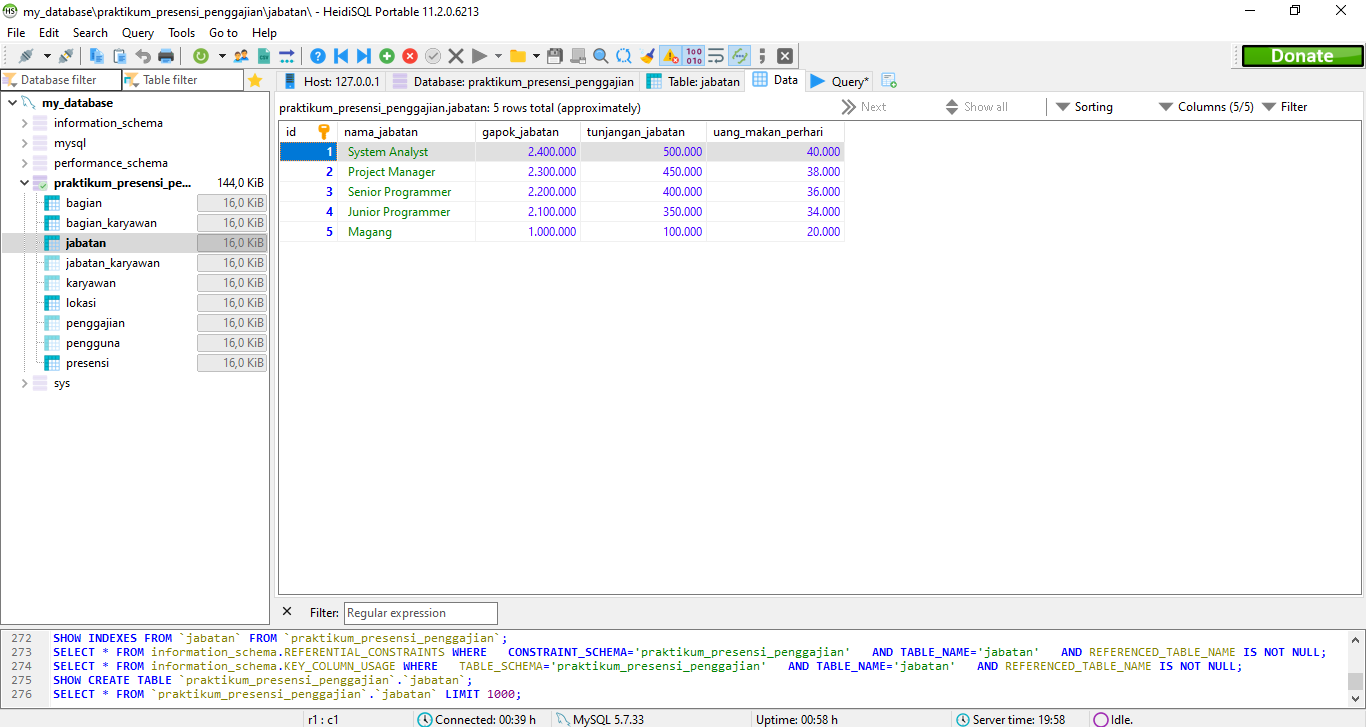 my_database\praktikum_presensi_penggajian\jabatan\ - HeidiSQL Portable 11.2.0.6213
File Edit Search Query Tools Go to Help
Donate
Database filter Table filter
Host: 127.0.0.1 Database: praktikum_presensi_penggajian Table: jabatan Data Query*
praktikum_presensi_penggajian.jabatan: 5 rows total (approximately) Next Show all Sorting Columns (5/5) Filter
my_database
information_schema
mysql
performance_schema
praktikum_presensi_pe... 144,0 KiB
bagian 16,0 KiB
bagian_karyawan 16,0 KiB
jabatan 16,0 KiB
jabatan_karyawan 16,0 KiB
karyawan 16,0 KiB
lokasi 16,0 KiB
penggajian 16,0 KiB
pengguna 16,0 KiB
presensi 16,0 KiB
sys
id nama_jabatan gapok_jabatan tunjangan_jabatan uang_makan_perhari
1 System Analyst 2.400.000 500.000 40.000
2 Project Manager 2.300.000 450.000 38.000
3 Senior Programmer 2.200.000 400.000 36.000
4 Junior Programmer 2.100.000 350.000 34.000
5 Magang 1.000.000 100.000 20.000
Filter: Regular expression
272 SHOW INDEXES FROM `jabatan` FROM `praktikum_presensi_penggajian`;
273 SELECT * FROM information_schema.REFERENTIAL_CONSTRAINTS WHERE CONSTRAINT_SCHEMA='praktikum_presensi_penggajian' AND TABLE_NAME='jabatan' AND REFERENCED_TABLE_NAME IS NOT NULL;
274 SELECT * FROM information_schema.KEY_COLUMN_USAGE WHERE TABLE_SCHEMA='praktikum_presensi_penggajian' AND TABLE_NAME='jabatan' AND REFERENCED_TABLE_NAME IS NOT NULL;
275 SHOW CREATE TABLE `praktikum_presensi_penggajian`.`jabatan`;
276 SELECT * FROM `praktikum_presensi_penggajian`.`jabatan` LIMIT 1000;
r1 : c1 Connected: 00:39 h MySQL 5.7.33 Uptime: 00:58 h Server time: 19:58 Idle.